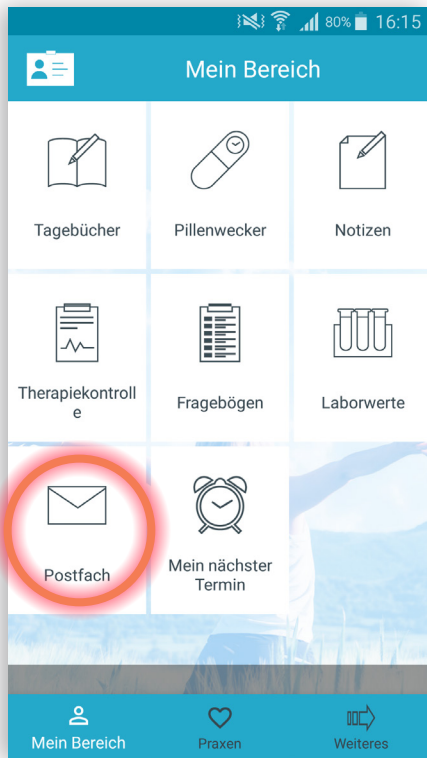 80% 16:15
Mein Bereich
Tagebücher Pillenwecker Notizen
Therapiekontroll
e
Fragebögen Laborwerte
Postfach
Mein nächster
Termin
Mein Bereich Praxen Weiteres